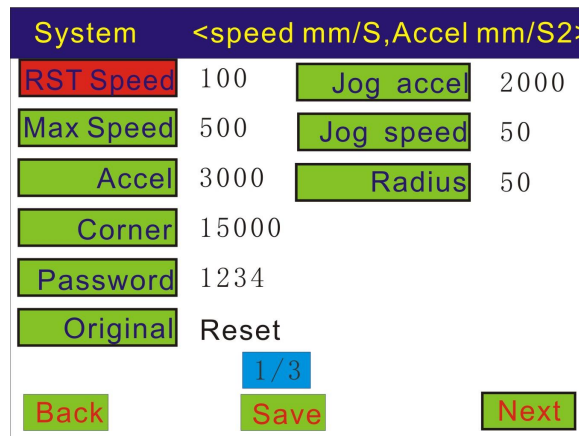 System <speed mm/S,Accel mm/S2>
RST Speed 100 Jog accel 2000
Max Speed 500 Jog speed 50
Accel 3000 Radius 50
Corner 15000
Password 1234
Original Reset
1/3
Back Save Next